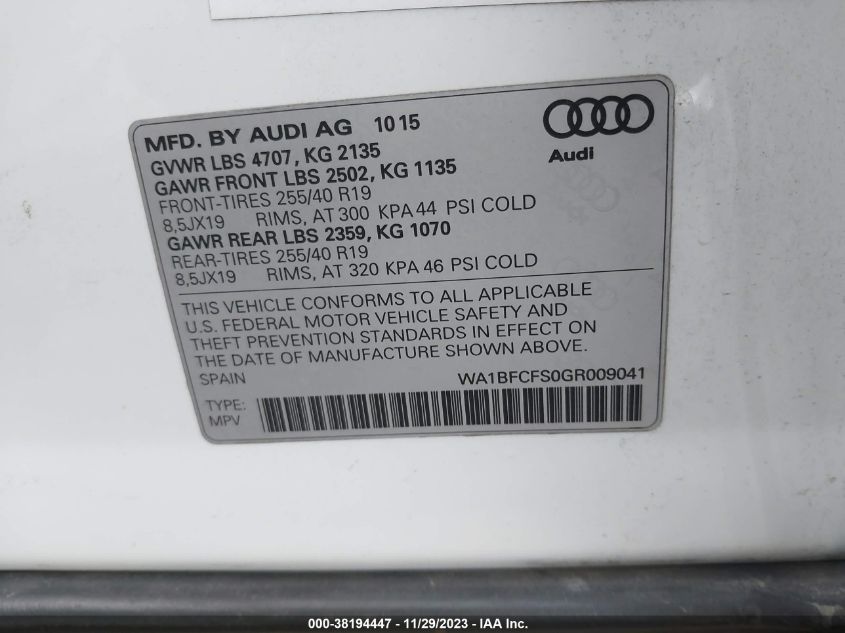 MFD. BY AUDI AG 10 15
Audi
GVWR LBS 4707, KG 2135
GAWR FRONT LBS 2502, KG 1135
FRONT-TIRES 255/40 R19
8,5JX19 RIMS, AT 300 KPA 44 PSI COLD
GAWR REAR LBS 2359, KG 1070
REAR-TIRES 255/40 R19
8,5JX19 RIMS, AT 320 KPA 46 PSI COLD
THIS VEHICLE CONFORMS TO ALL APPLICABLE
U.S. FEDERAL MOTOR VEHICLE SAFETY AND
THEFT PREVENTION STANDARDS IN EFFECT ON
THE DATE OF MANUFACTURE SHOWN ABOVE.
SPAIN WA1BFCFS0GR009041
TYPE:
MPV
000-38194447 - 11/29/2023 - IAA Inc.